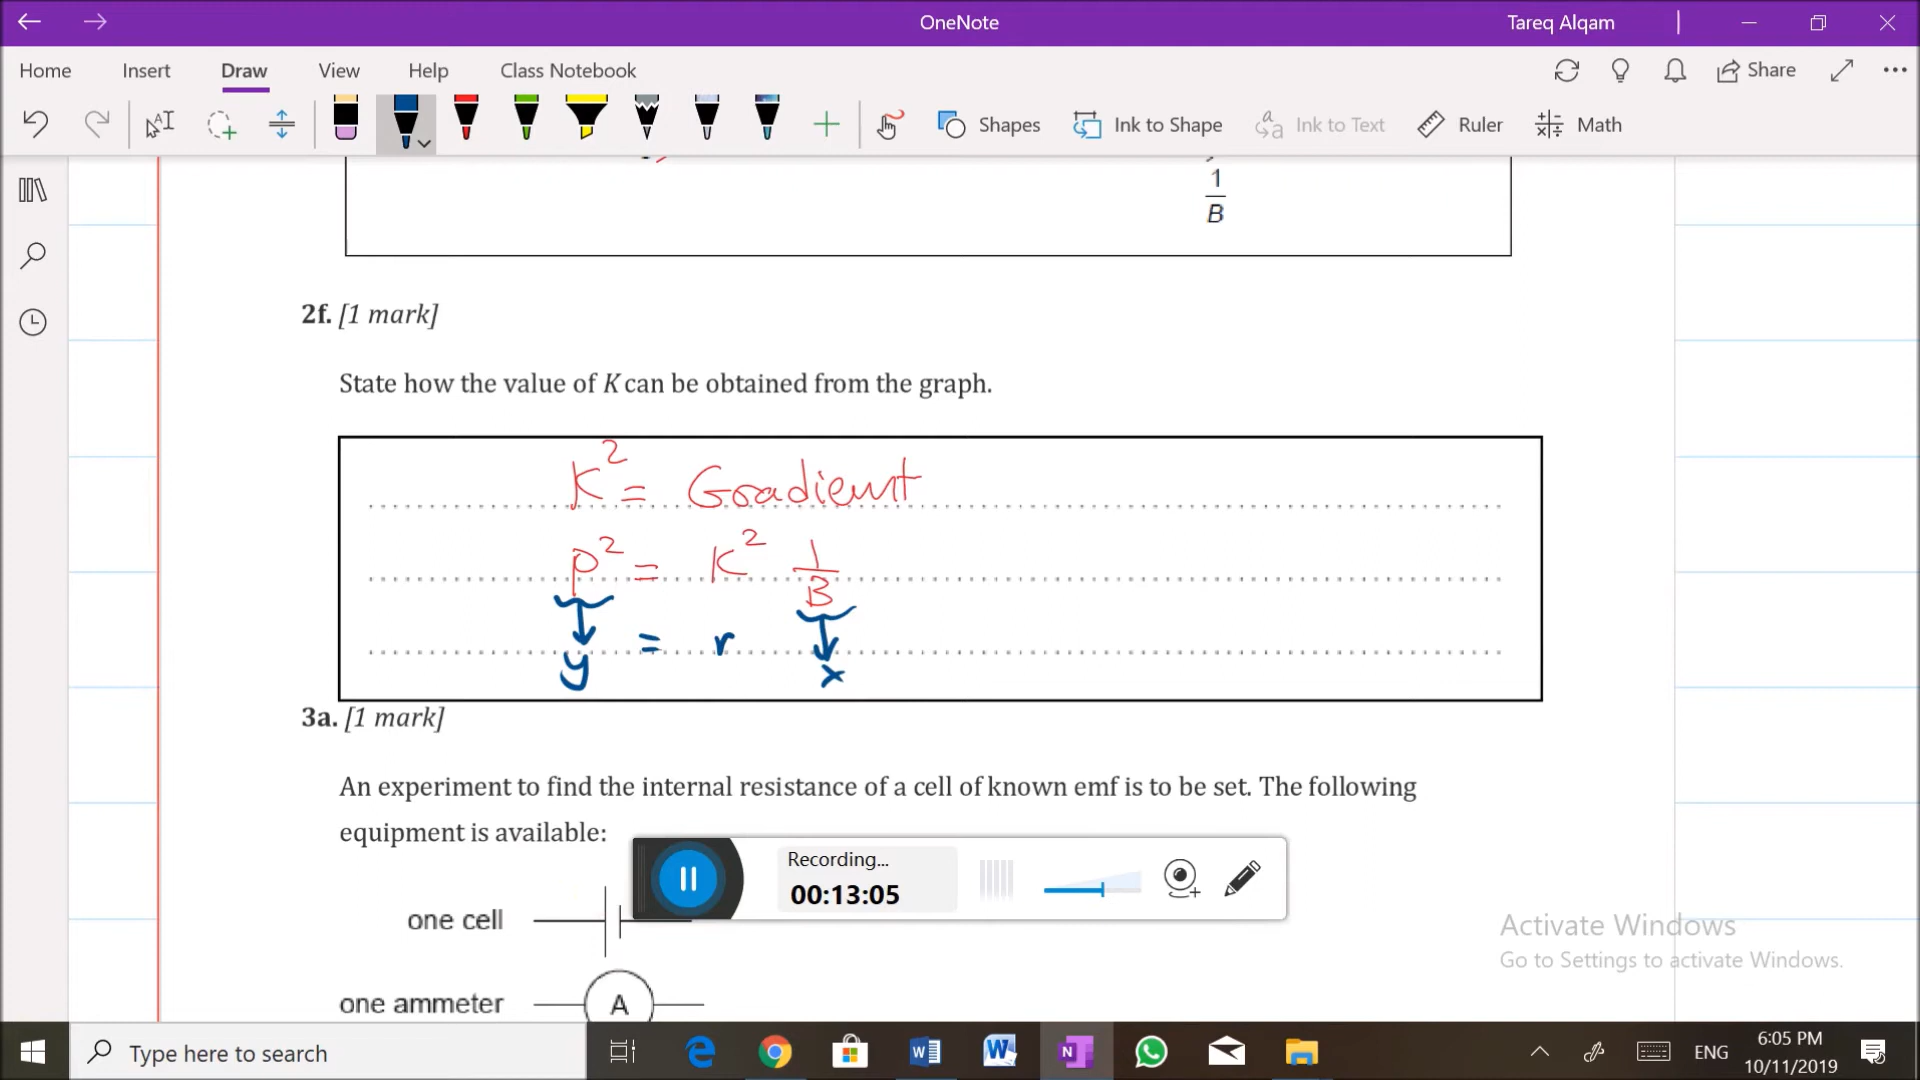 OneNote
Tareq Alqam
Home Insert Draw View Help Class Notebook Share
Shapes Ink to Shape Ink to Text Ruler Math
1
B
2f. [1 mark]
State how the value of K can be obtained from the graph.
K² = Gradient
P² = K² 1/B
y = r x
3a. [1 mark]
An experiment to find the internal resistance of a cell of known emf is to be set. The following
equipment is available:
Recording...
00:13:05
one cell
one ammeter A
Activate Windows
Go to Settings to activate Windows.
Type here to search
ENG
6:05 PM
10/11/2019